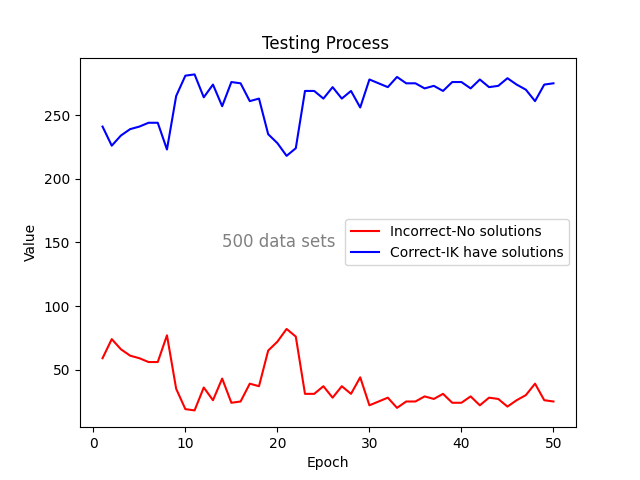 Testing Process
Value
250
200
150
100
50
500 data sets
Incorrect-No solutions
Correct-IK have solutions
0 10 20 30 40 50
Epoch